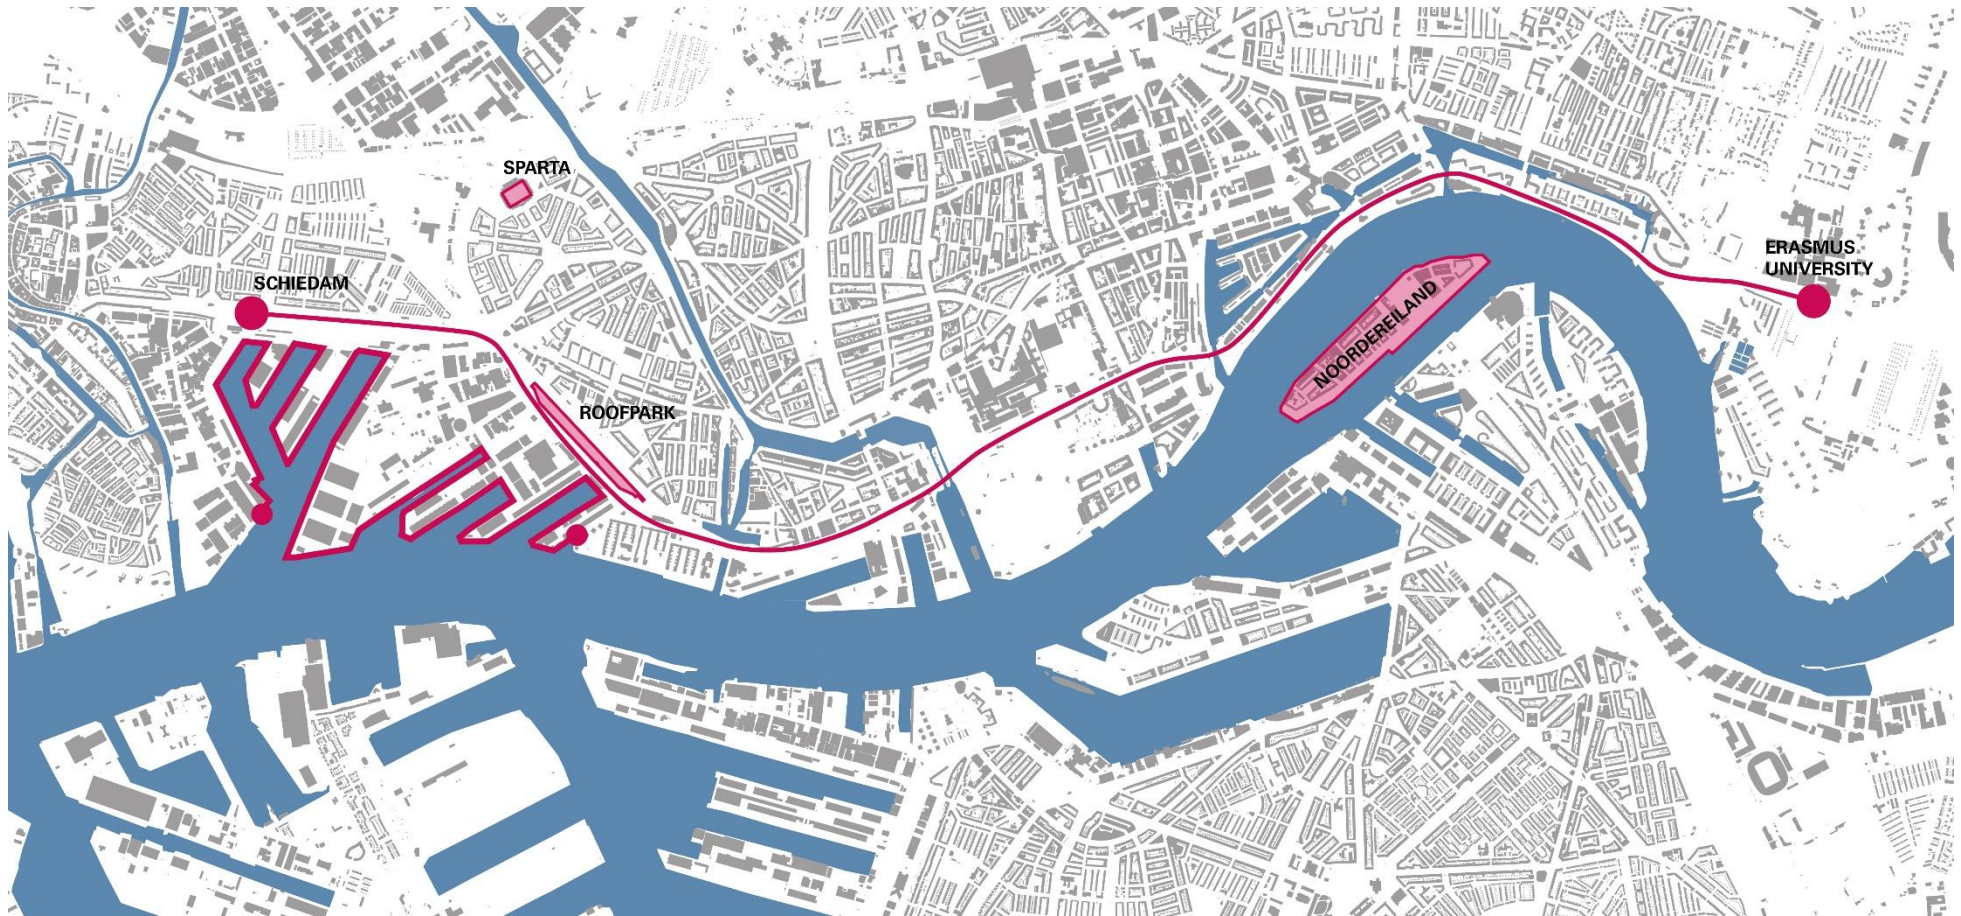 SPARTA
SCHIEDAM
ROOFPARK
NOORDEREILAND
ERASMUS
UNIVERSITY